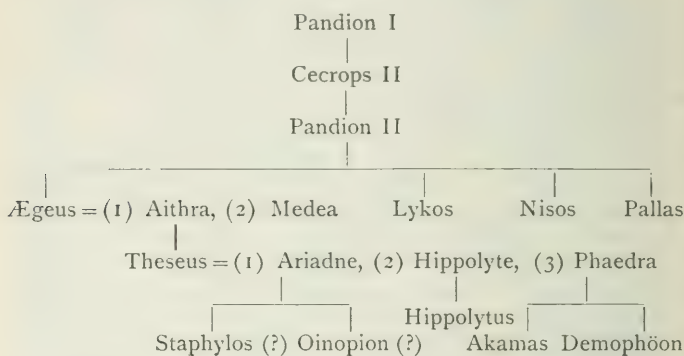 Pandion I
Cecrops II
Pandion II
Ægeus = (1) Aithra, (2) Medea Lykos Nisos Pallas
Theseus = (1) Ariadne, (2) Hippolyte, (3) Phaedra
Hippolytus
Staphylos (?) Oinopion (?) Akamas Demophöon